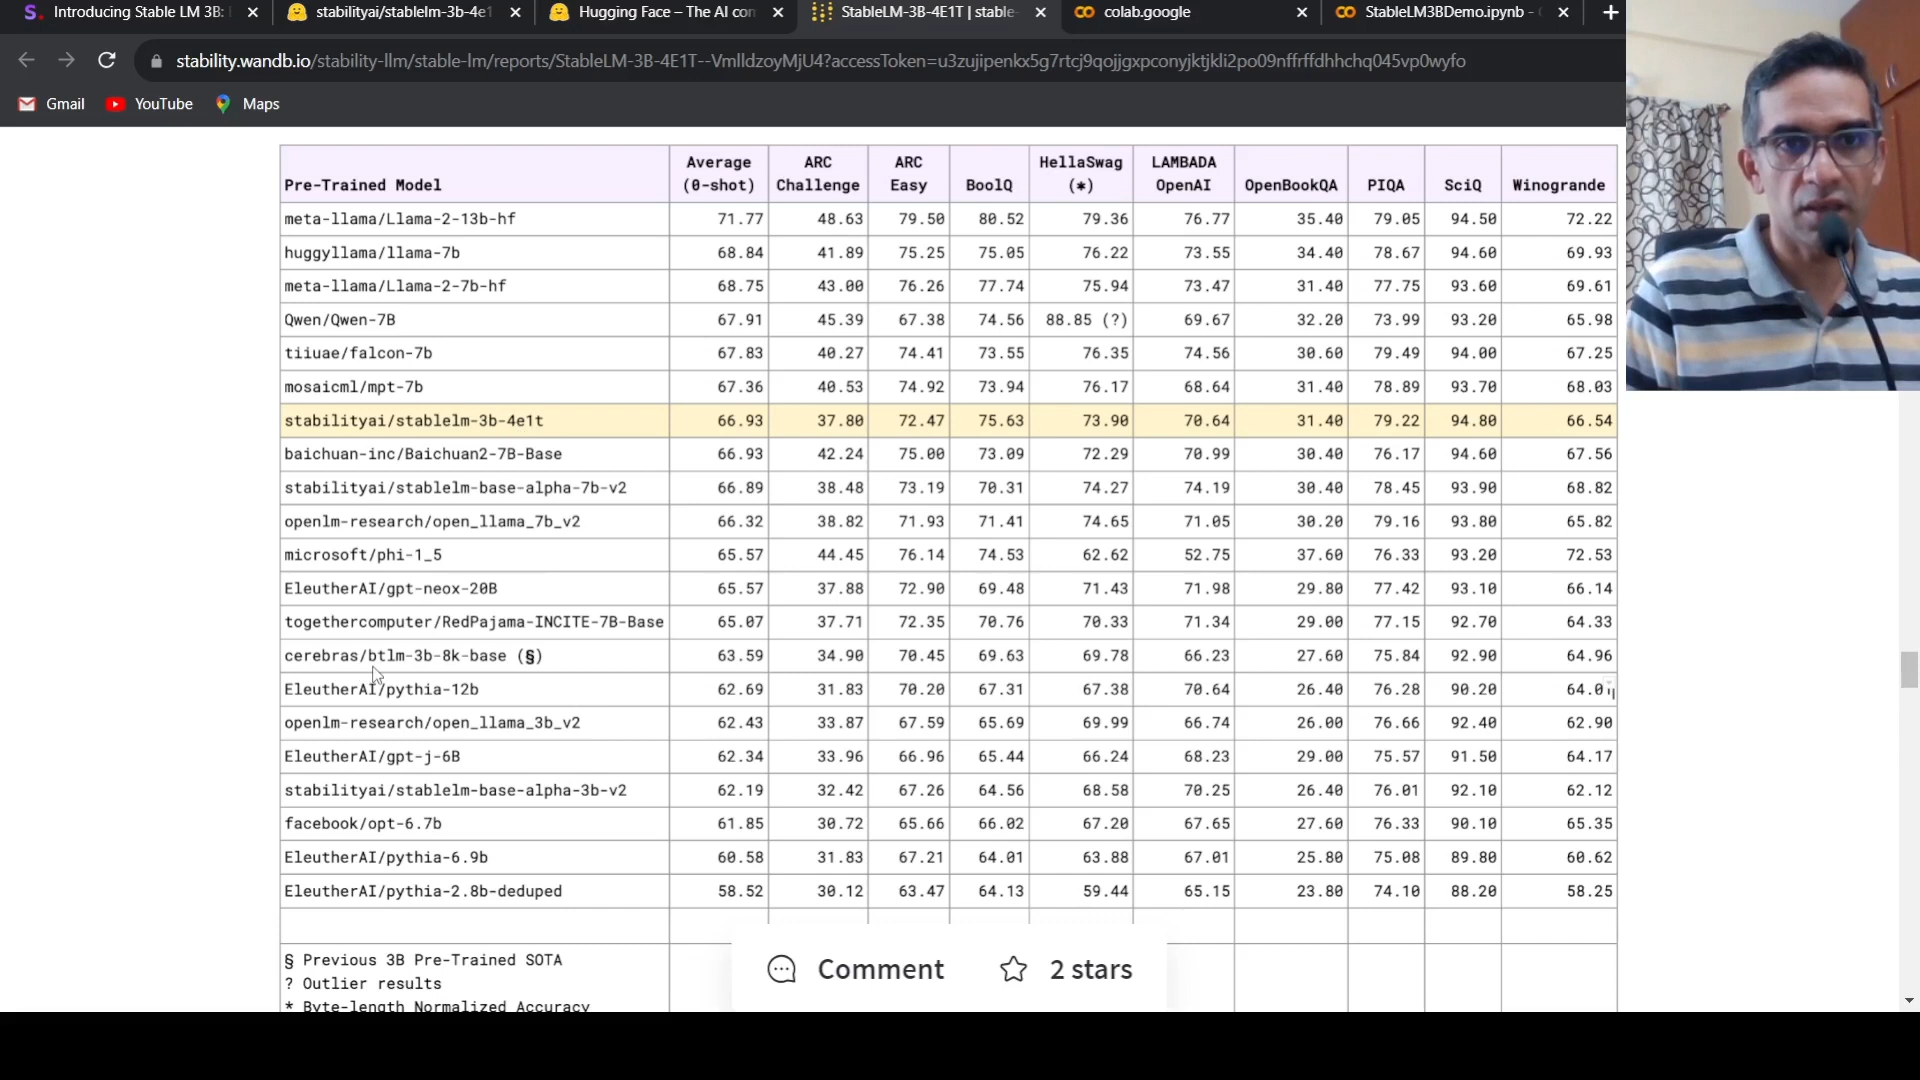 Introducing Stable LM 3B:
stabilityai/stablelm-3b-4e1
Hugging Face – The AI con
StableLM-3B-4E1T | stable-
colab.google
StableLM3BDemo.ipynb -
stability.wandb.io/stability-llm/stable-lm/reports/StableLM-3B-4E1T--VmlldzoyMjU4?accessToken=u3zujipenkx5g7rtcj9qojjgxpconyjktjkli2po09nffrffdhhchq045vp0wyfo
Gmail YouTube Maps
Pre-Trained Model Average (0-shot) ARC Challenge ARC Easy BoolQ HellaSwag (*) LAMBADA OpenAI OpenBookQA PIQA SciQ Winogrande
meta-llama/Llama-2-13b-hf 71.77 48.63 79.50 80.52 79.36 76.77 35.40 79.05 94.50 72.22
huggyllama/llama-7b 68.84 41.89 75.25 75.05 76.22 73.55 34.40 78.67 94.60 69.93
meta-llama/Llama-2-7b-hf 68.75 43.00 76.26 77.74 75.94 73.47 31.40 77.75 93.60 69.61
Qwen/Qwen-7B 67.91 45.39 67.38 74.56 88.85 (?) 69.67 32.20 73.99 93.20 65.98
tiiuae/falcon-7b 67.83 40.27 74.41 73.55 76.35 74.56 30.60 79.49 94.00 67.25
mosaicml/mpt-7b 67.36 40.53 74.92 73.94 76.17 68.64 31.40 78.89 93.70 68.03
stabilityai/stablelm-3b-4e1t 66.93 37.80 72.47 75.63 73.90 70.64 31.40 79.22 94.80 66.54
baichuan-inc/Baichuan2-7B-Base 66.93 42.24 75.00 73.09 72.29 70.99 30.40 76.17 94.60 67.56
stabilityai/stablelm-base-alpha-7b-v2 66.89 38.48 73.19 70.31 74.27 74.19 30.40 78.45 93.90 68.82
openlm-research/open_llama_7b_v2 66.32 38.82 71.93 71.41 74.65 71.05 30.20 79.16 93.80 65.82
microsoft/phi-1_5 65.57 44.45 76.14 74.53 62.62 52.75 37.60 76.33 93.20 72.53
EleutherAI/gpt-neox-20B 65.57 37.88 72.90 69.48 71.43 71.98 29.80 77.42 93.10 66.14
togethercomputer/RedPajama-INCITE-7B-Base 65.07 37.71 72.35 70.76 70.33 71.34 29.00 77.15 92.70 64.33
cerebras/btlm-3b-8k-base (§) 63.59 34.90 70.45 69.63 69.78 66.23 27.60 75.84 92.90 64.96
EleutherAI/pythia-12b 62.69 31.83 70.20 67.31 67.38 70.64 26.40 76.28 90.20
openlm-research/open_llama_3b_v2 62.43 33.87 67.59 65.69 69.99 66.74 26.00 76.66 92.40 62.90
EleutherAI/gpt-j-6B 62.34 33.96 66.96 65.44 66.24 68.23 29.00 75.57 91.50 64.17
stabilityai/stablelm-base-alpha-3b-v2 62.19 32.42 67.26 64.56 68.58 70.25 26.40 76.01 92.10 62.12
facebook/opt-6.7b 61.85 30.72 65.66 66.02 67.20 67.65 27.60 76.33 90.10 65.35
EleutherAI/pythia-6.9b 60.58 31.83 67.21 64.01 63.88 67.01 25.80 75.08 89.80 60.62
EleutherAI/pythia-2.8b-deduped 58.52 30.12 63.47 64.13 59.44 65.15 23.80 74.10 88.20 58.25
§ Previous 3B Pre-Trained SOTA
? Outlier results
* Byte-length Normalized Accuracy
Comment 2 stars